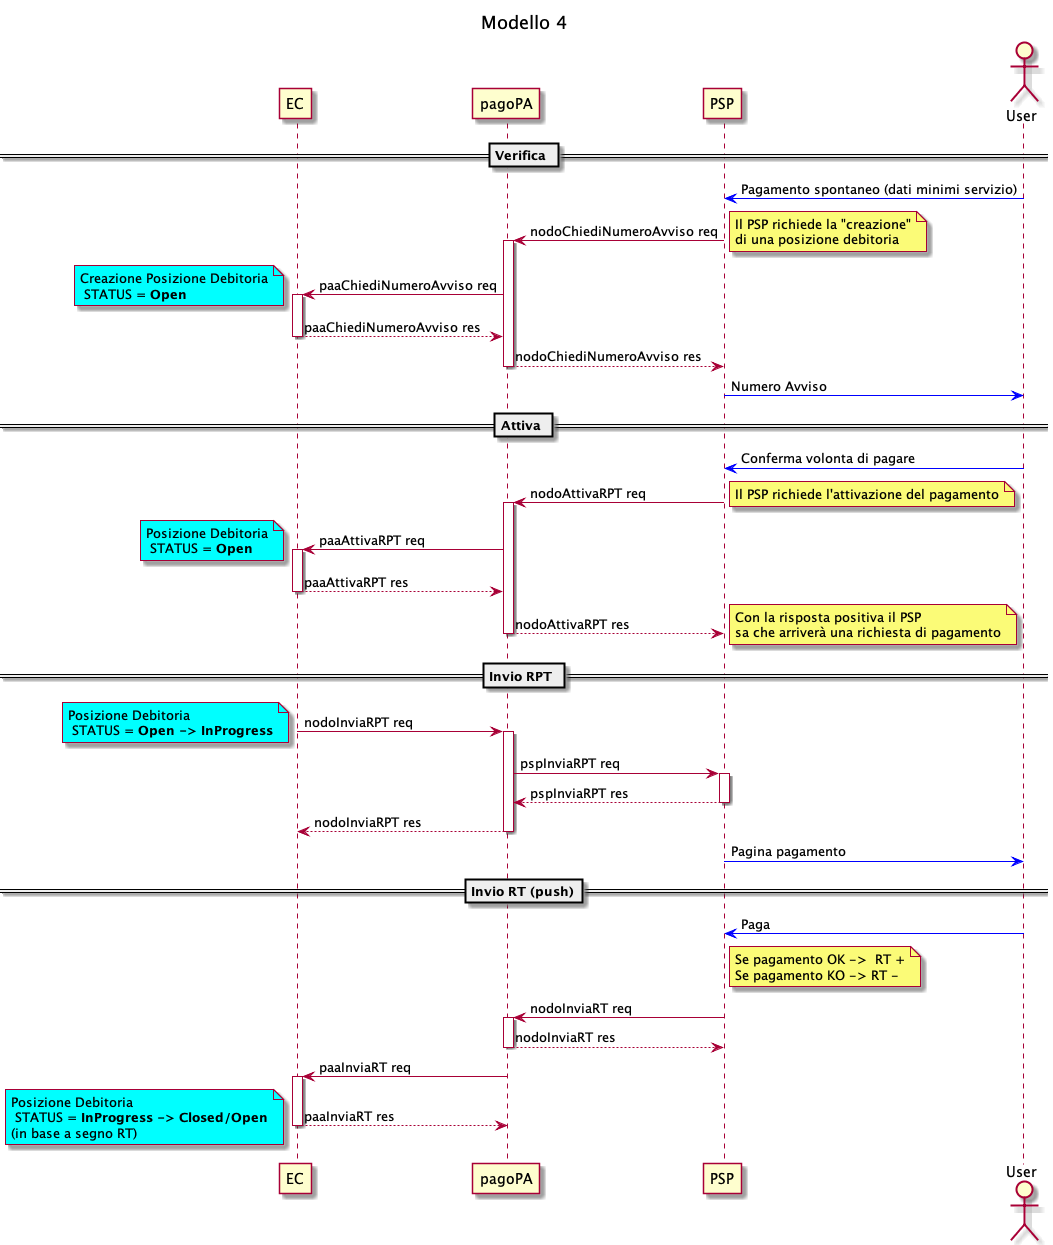 Modello 4
User
EC
pagoPA
PSP
Verifica
Pagamento spontaneo (dati minimi servizio)
Il PSP richiede la "creazione"
di una posizione debitoria
nodoChiediNumeroAvviso req
Creazione Posizione Debitoria
STATUS = Open
paaChiediNumeroAvviso req
paaChiediNumeroAvviso res
nodoChiediNumeroAvviso res
Numero Avviso
Attiva
Conferma volonta di pagare
nodoAttivaRPT req
Il PSP richiede l'attivazione del pagamento
Posizione Debitoria
STATUS = Open
paaAttivaRPT req
paaAttivaRPT res
nodoAttivaRPT res
Con la risposta positiva il PSP
sa che arriverà una richiesta di pagamento
Invio RPT
Posizione Debitoria
STATUS = Open -> InProgress
nodoInviaRPT req
pspInviaRPT req
pspInviaRPT res
nodoInviaRPT res
Pagina pagamento
Invio RT (push)
Paga
Se pagamento OK -> RT +
Se pagamento KO -> RT -
nodoInviaRT req
nodoInviaRT res
paaInviaRT req
Posizione Debitoria
STATUS = InProgress -> Closed/Open
(in base a segno RT)
paaInviaRT res
EC
pagoPA
PSP
User